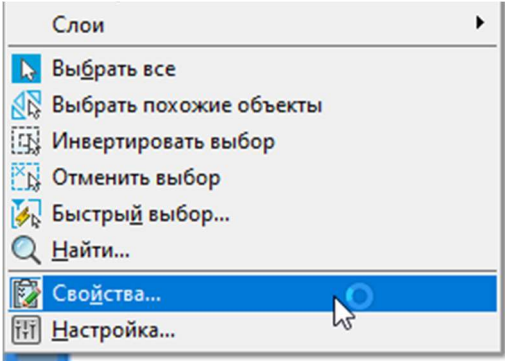 Слои
Выбрать все
Выбрать похожие объекты
Инвертировать выбор
Отменить выбор
Быстрый выбор...
Найти...
Свойства...
Настройка...